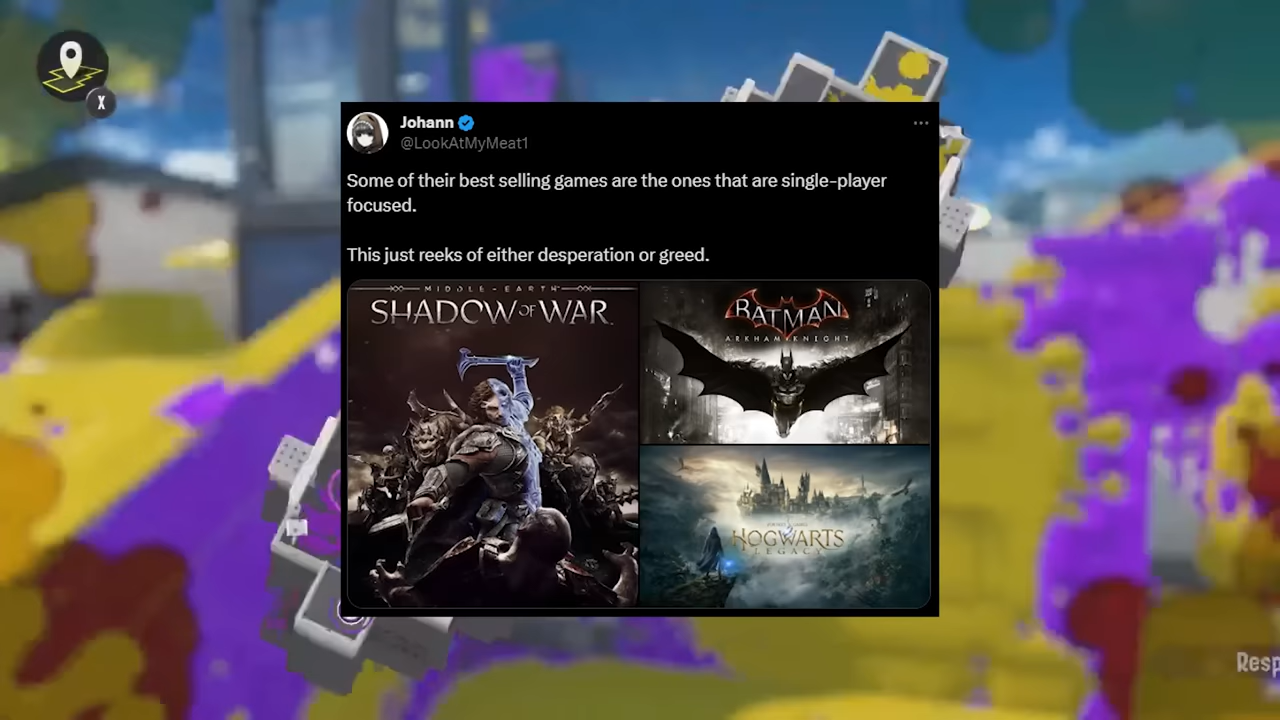 X
Johann
@LookAtMyMeat1
Some of their best selling games are the ones that are single-player
focused.
This just reeks of either desperation or greed.
MIDDLE-EARTH
SHADOW OF WAR
BATMAN
ARKHAM KNIGHT
HOGWARTS
LEGACY
Resp